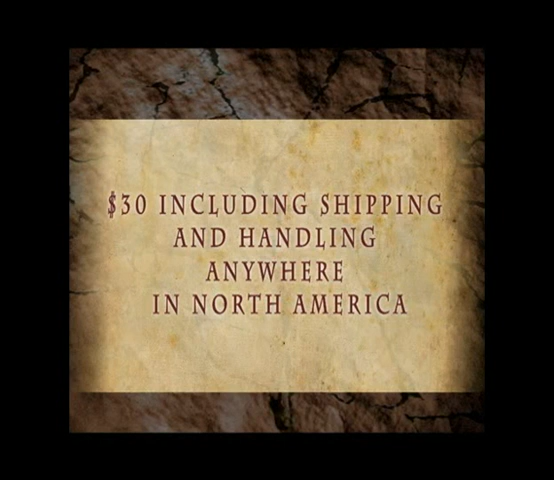 $30 INCLUDING SHIPPING
AND HANDLING
ANYWHERE
IN NORTH AMERICA